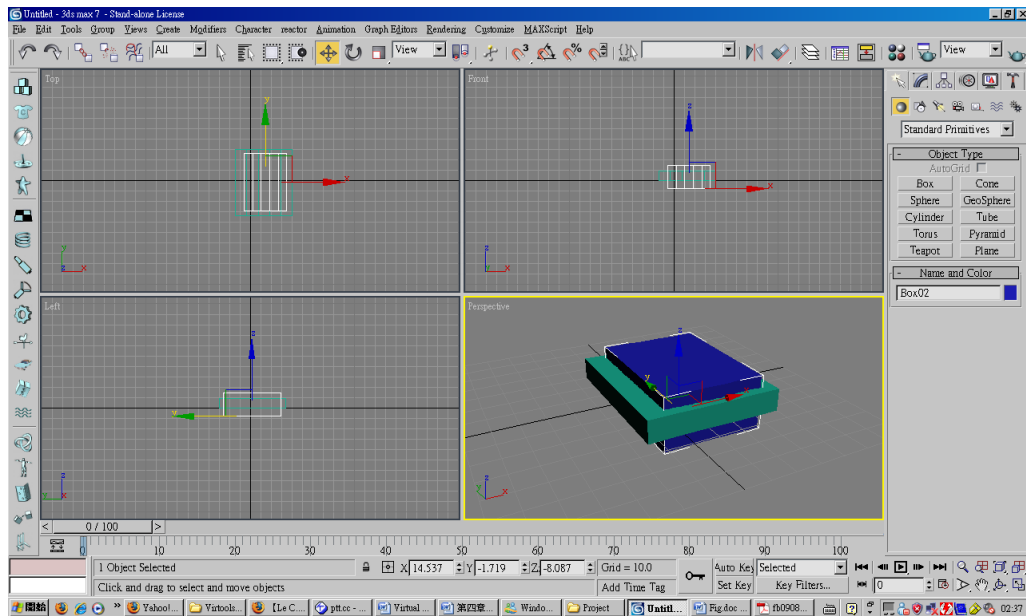 Untitled - 3ds max 7 - Stand-alone License
File Edit Tools Group Views Create Modifiers Character reactor Animation Graph Editors Rendering Customize MAXScript Help
All View View
Top
Front
Left
Perspective
y
x
z
x
y
z x
z
x
z
y
z
y x
z
y
z
y x
Standard Primitives
- Object Type
AutoGrid
Box Cone
Sphere GeoSphere
Cylinder Tube
Torus Pyramid
Teapot Plane
- Name and Color
Box02
< 0 / 100 >
0 10 20 30 40 50 60 70 80 90 100
1 Object Selected X 14.537 Y -1.719 Z -8.087 Grid = 10.0 Auto Key Selected
Click and drag to select and move objects Add Time Tag Set Key Key Filters... 0
開始 Yahoo!... Virtools... 【Le C... ptt.cc - ... Virtual ... 第四章... Windo... Project Untitl... Fig.doc ... fh0908... 02:37